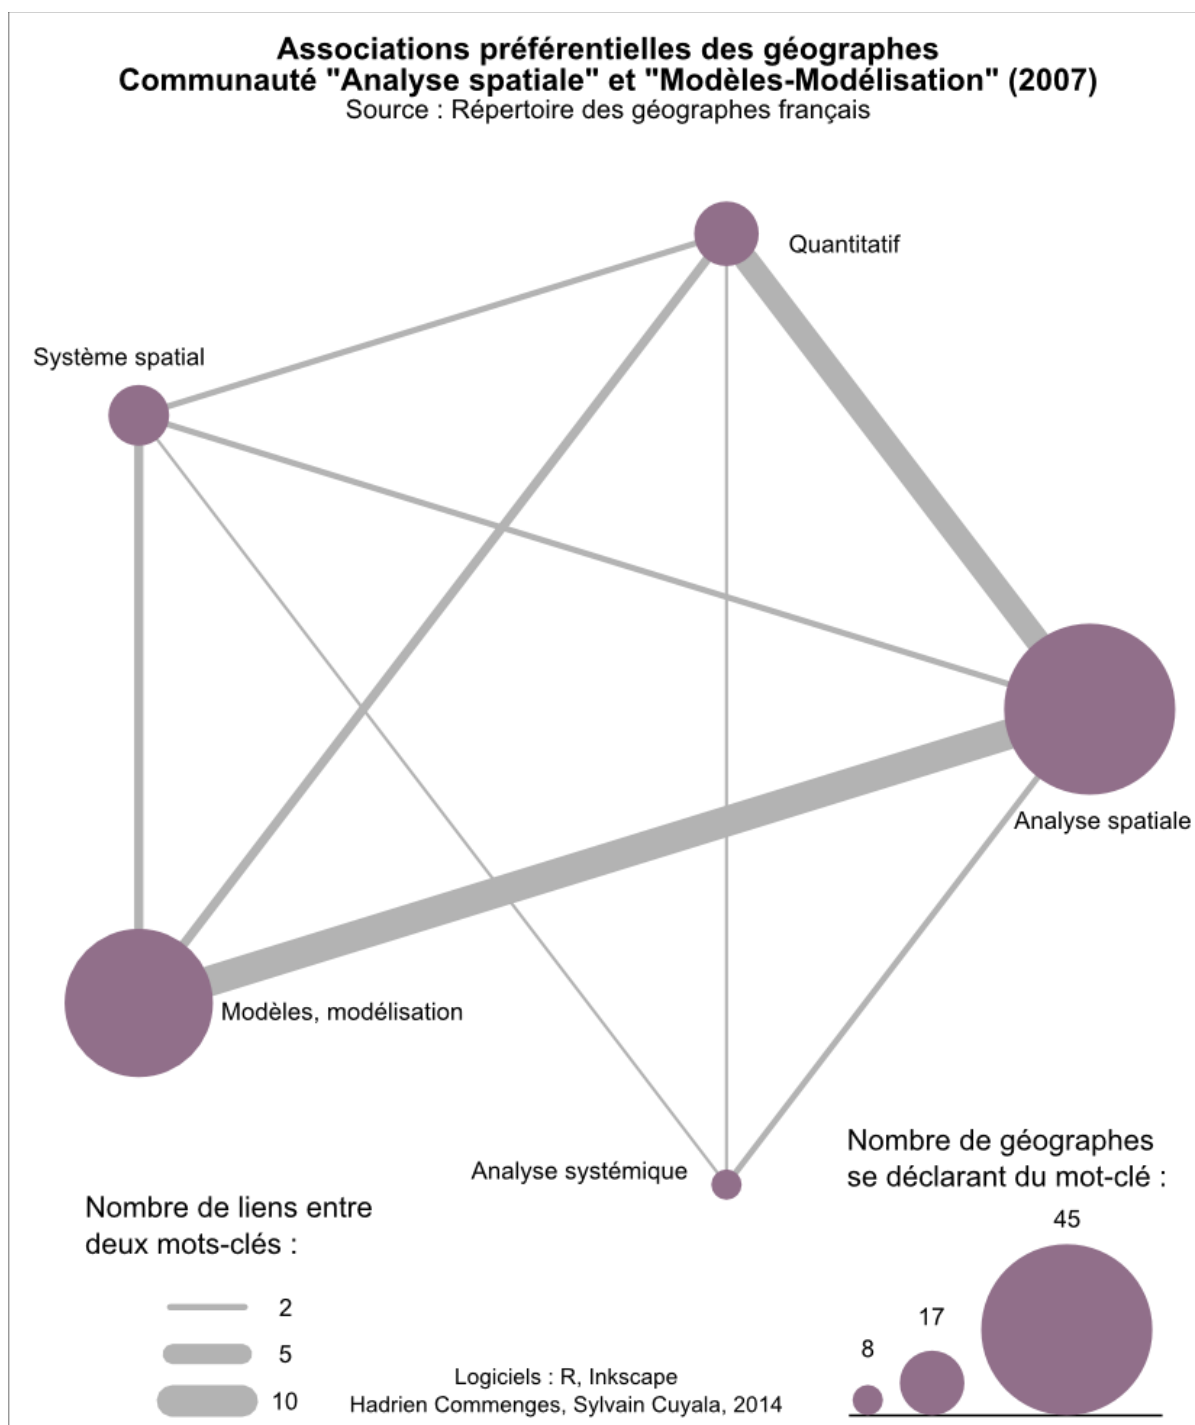 Associations préférentielles des géographes
Communauté "Analyse spatiale" et "Modèles-Modélisation" (2007)
Source : Répertoire des géographes français
Quantitatif
Système spatial
Analyse spatiale
Modèles, modélisation
Analyse systémique
Nombre de liens entre
deux mots-clés :
2
5
10
Nombre de géographes
se déclarant du mot-clé :
45
17
8
Logiciels : R, Inkscape
Hadrien Commenges, Sylvain Cuyala, 2014